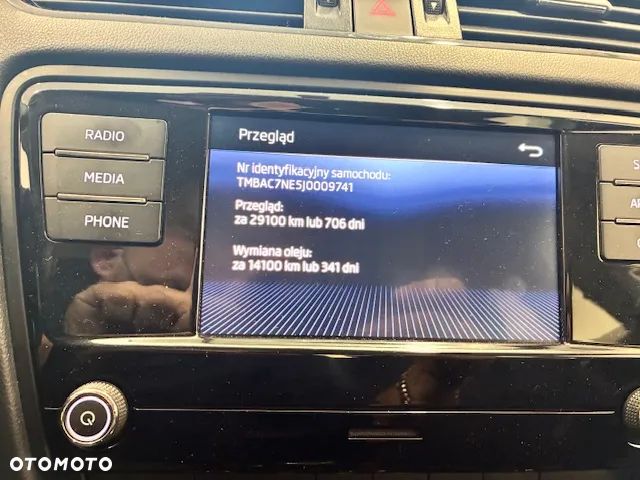 RADIO
MEDIA
PHONE
Przegląd
Nr identyfikacyjny samochodu:
TMBAC7NE5J0009741
Przegląd:
za 29100 km lub 706 dni
Wymiana oleju:
za 14100 km lub 341 dni
OTOMOTO